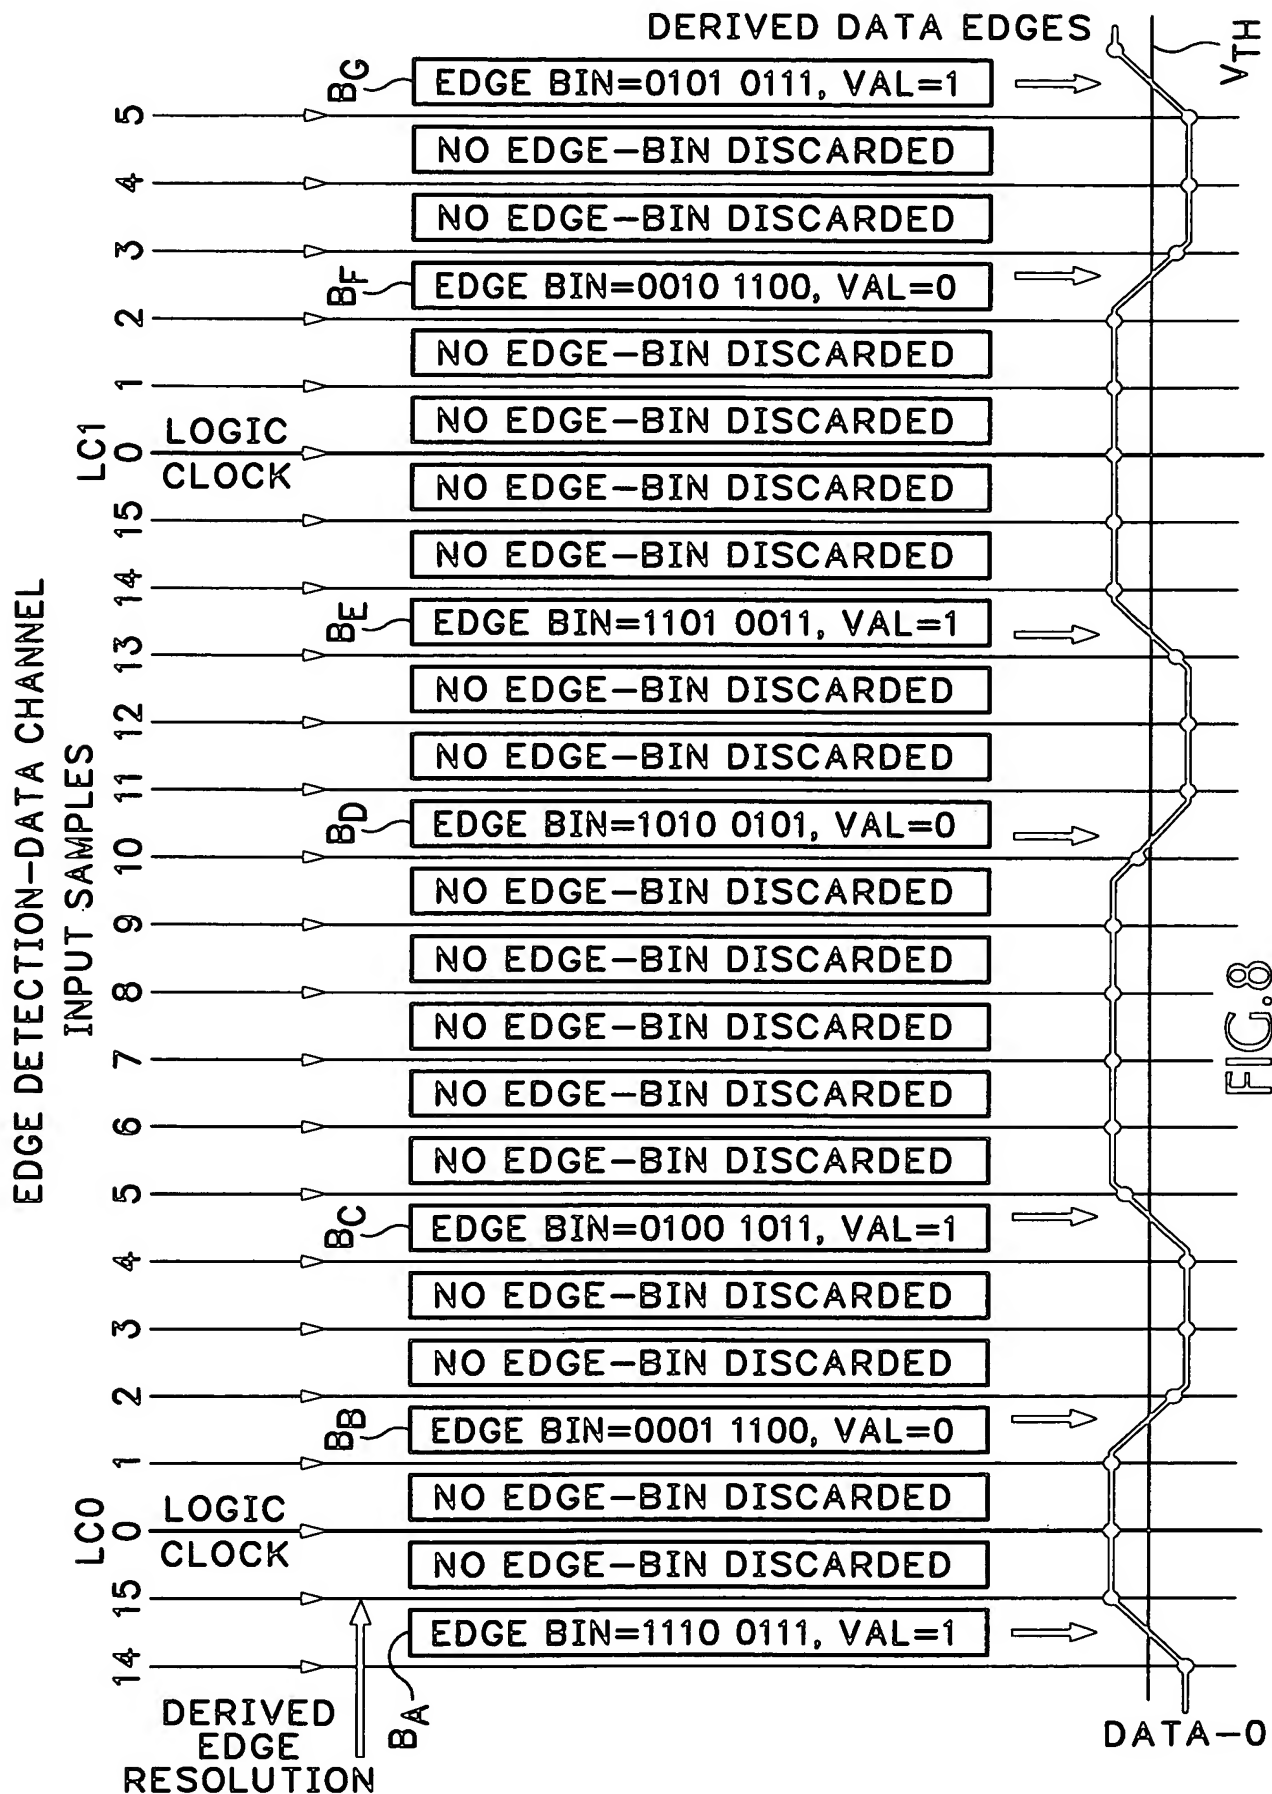 EDGE DETECTION-DATA CHANNEL
INPUT SAMPLES
LC0
LC1
14
15
0
1
2
3
4
5
6
7
8
9
10
11
12
13
14
15
0
1
2
3
4
5
LOGIC
CLOCK
LOGIC
CLOCK
DERIVED
EDGE
RESOLUTION
BA
BB
BC
BD
BE
BF
BG
DERIVED DATA EDGES
EDGE BIN=0101 0111, VAL=1
NO EDGE-BIN DISCARDED
NO EDGE-BIN DISCARDED
EDGE BIN=0010 1100, VAL=0
NO EDGE-BIN DISCARDED
NO EDGE-BIN DISCARDED
NO EDGE-BIN DISCARDED
NO EDGE-BIN DISCARDED
EDGE BIN=1101 0011, VAL=1
NO EDGE-BIN DISCARDED
NO EDGE-BIN DISCARDED
EDGE BIN=1010 0101, VAL=0
NO EDGE-BIN DISCARDED
NO EDGE-BIN DISCARDED
NO EDGE-BIN DISCARDED
NO EDGE-BIN DISCARDED
NO EDGE-BIN DISCARDED
EDGE BIN=0100 1011, VAL=1
NO EDGE-BIN DISCARDED
NO EDGE-BIN DISCARDED
EDGE BIN=0001 1100, VAL=0
NO EDGE-BIN DISCARDED
NO EDGE-BIN DISCARDED
EDGE BIN=1110 0111, VAL=1
DATA-0
VTH
FIG.8